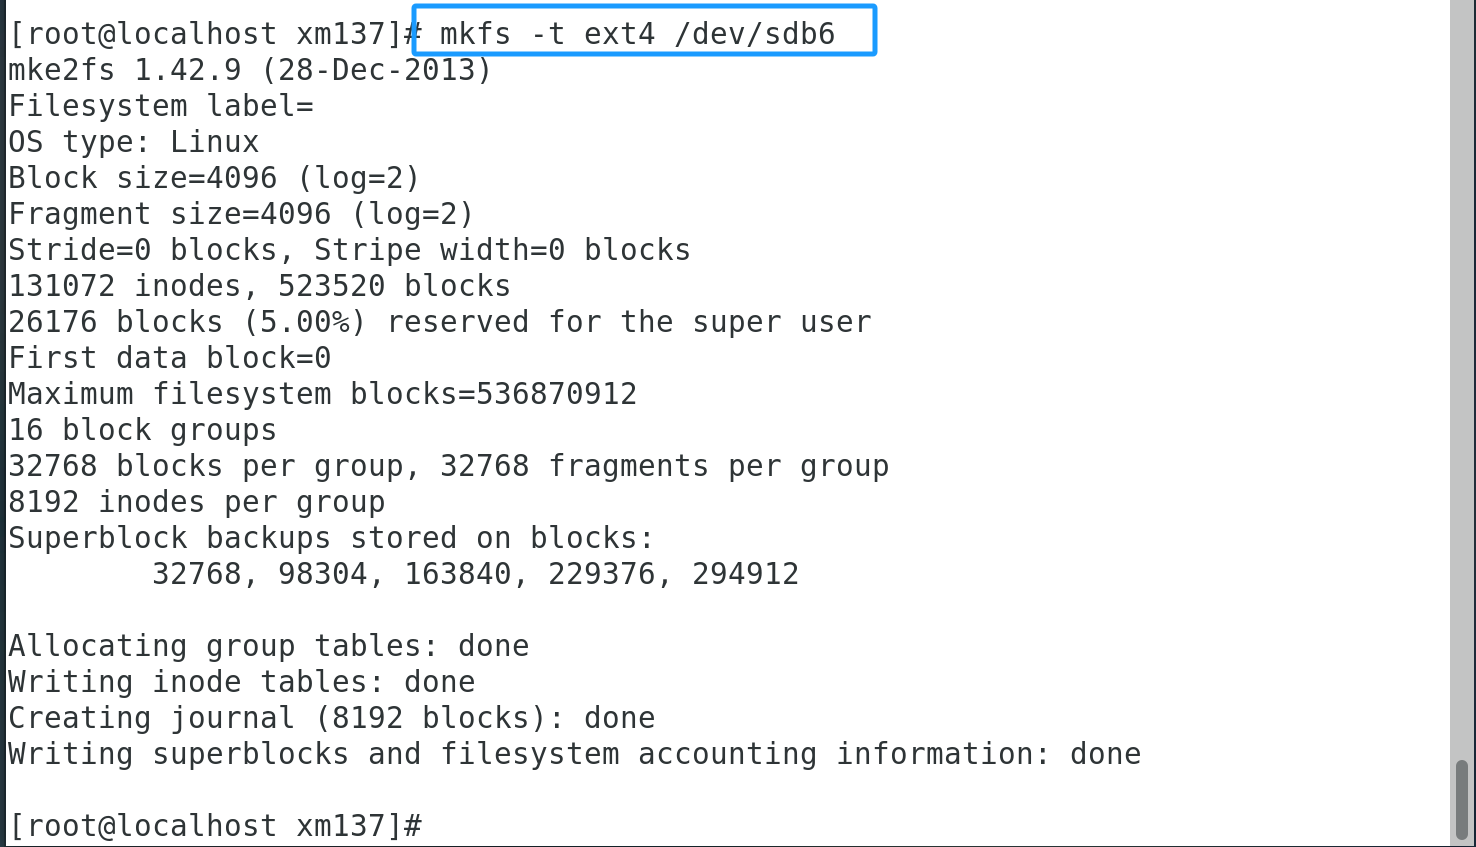 [root@localhost xm137]# mkfs -t ext4 /dev/sdb6
mke2fs 1.42.9 (28-Dec-2013)
Filesystem label=
OS type: Linux
Block size=4096 (log=2)
Fragment size=4096 (log=2)
Stride=0 blocks, Stripe width=0 blocks
131072 inodes, 523520 blocks
26176 blocks (5.00%) reserved for the super user
First data block=0
Maximum filesystem blocks=536870912
16 block groups
32768 blocks per group, 32768 fragments per group
8192 inodes per group
Superblock backups stored on blocks:
        32768, 98304, 163840, 229376, 294912
Allocating group tables: done
Writing inode tables: done
Creating journal (8192 blocks): done
Writing superblocks and filesystem accounting information: done
[root@localhost xm137]#